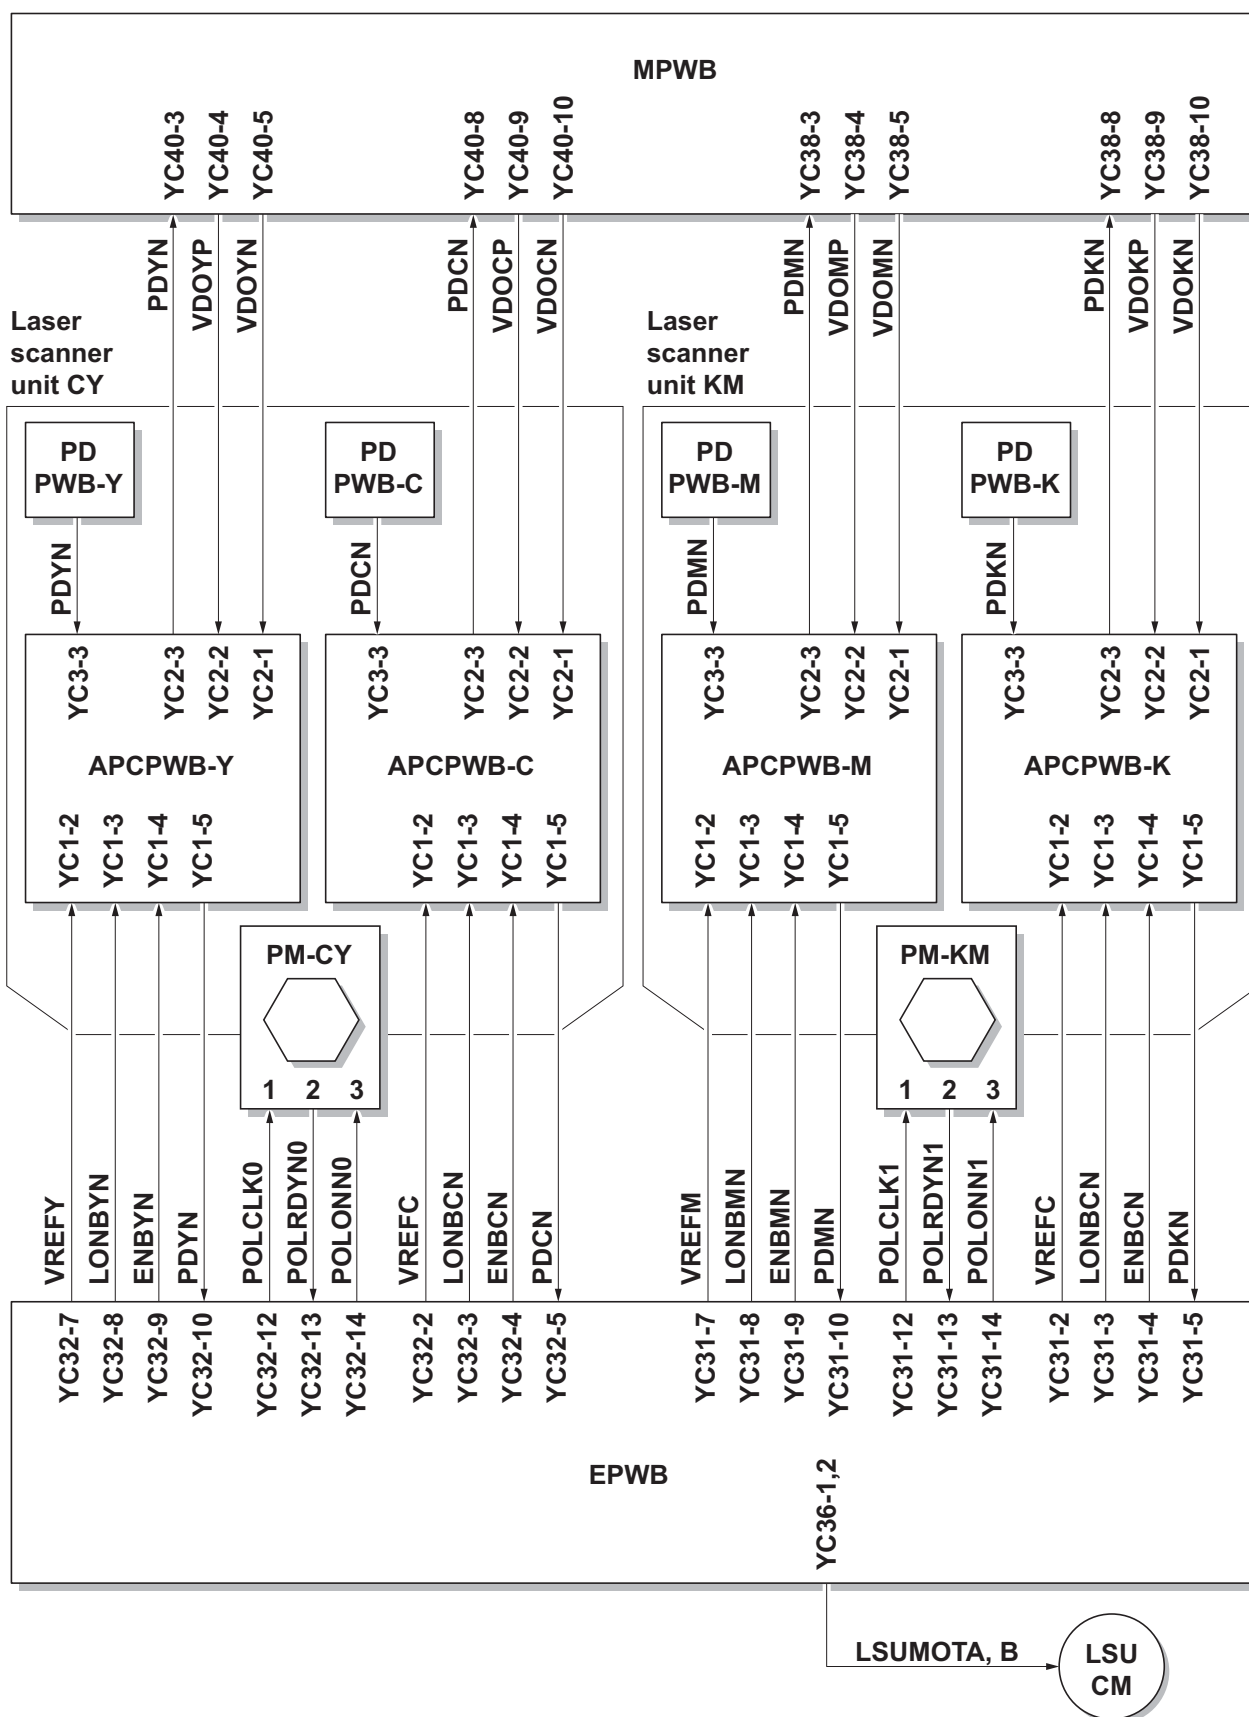 MPWB
YC40-3
YC40-4
YC40-5
YC40-8
YC40-9
YC40-10
YC38-3
YC38-4
YC38-5
YC38-8
YC38-9
YC38-10
PDYN
VDOYP
VDOYN
PDCN
VDOCP
VDOCN
PDMN
VDOMP
VDOMN
PDKN
VDOKP
VDOKN
Laser
scanner
unit CY
Laser
scanner
unit KM
PD
PWB-Y
PD
PWB-C
PD
PWB-M
PD
PWB-K
PDYN
PDCN
PDMN
PDKN
YC3-3
YC2-3
YC2-2
YC2-1
YC3-3
YC2-3
YC2-2
YC2-1
YC3-3
YC2-3
YC2-2
YC2-1
YC3-3
YC2-3
YC2-2
YC2-1
APCPWB-Y
APCPWB-C
APCPWB-M
APCPWB-K
YC1-2
YC1-3
YC1-4
YC1-5
YC1-2
YC1-3
YC1-4
YC1-5
YC1-2
YC1-3
YC1-4
YC1-5
YC1-2
YC1-3
YC1-4
YC1-5
PM-CY
1 2 3
PM-KM
1 2 3
VREFY
LONBYN
ENBYN
PDYN
POLCLK0
POLRDYN0
POLONN0
VREFC
LONBCN
ENBCN
PDCN
VREFM
LONBMN
ENBMN
PDMN
POLCLK1
POLRDYN1
POLONN1
VREFC
LONBCN
ENBCN
PDKN
YC32-7
YC32-8
YC32-9
YC32-10
YC32-12
YC32-13
YC32-14
YC32-2
YC32-3
YC32-4
YC32-5
YC31-7
YC31-8
YC31-9
YC31-10
YC31-12
YC31-13
YC31-14
YC31-2
YC31-3
YC31-4
YC31-5
EPWB
YC36-1,2
LSUMOTA, B
LSU
CM